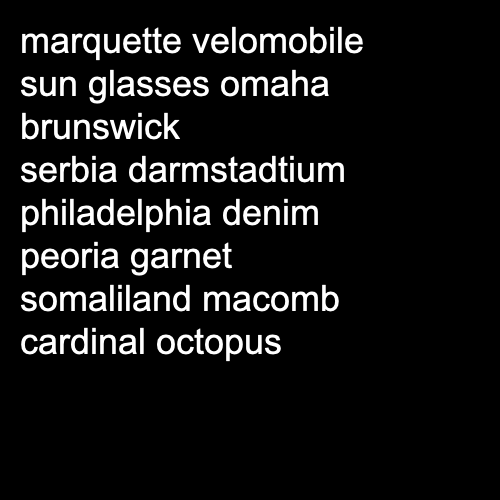 marquette velomobile
sun glasses omaha
brunswick
serbia darmstadtium
philadelphia denim
peoria garnet
somaliland macomb
cardinal octopus